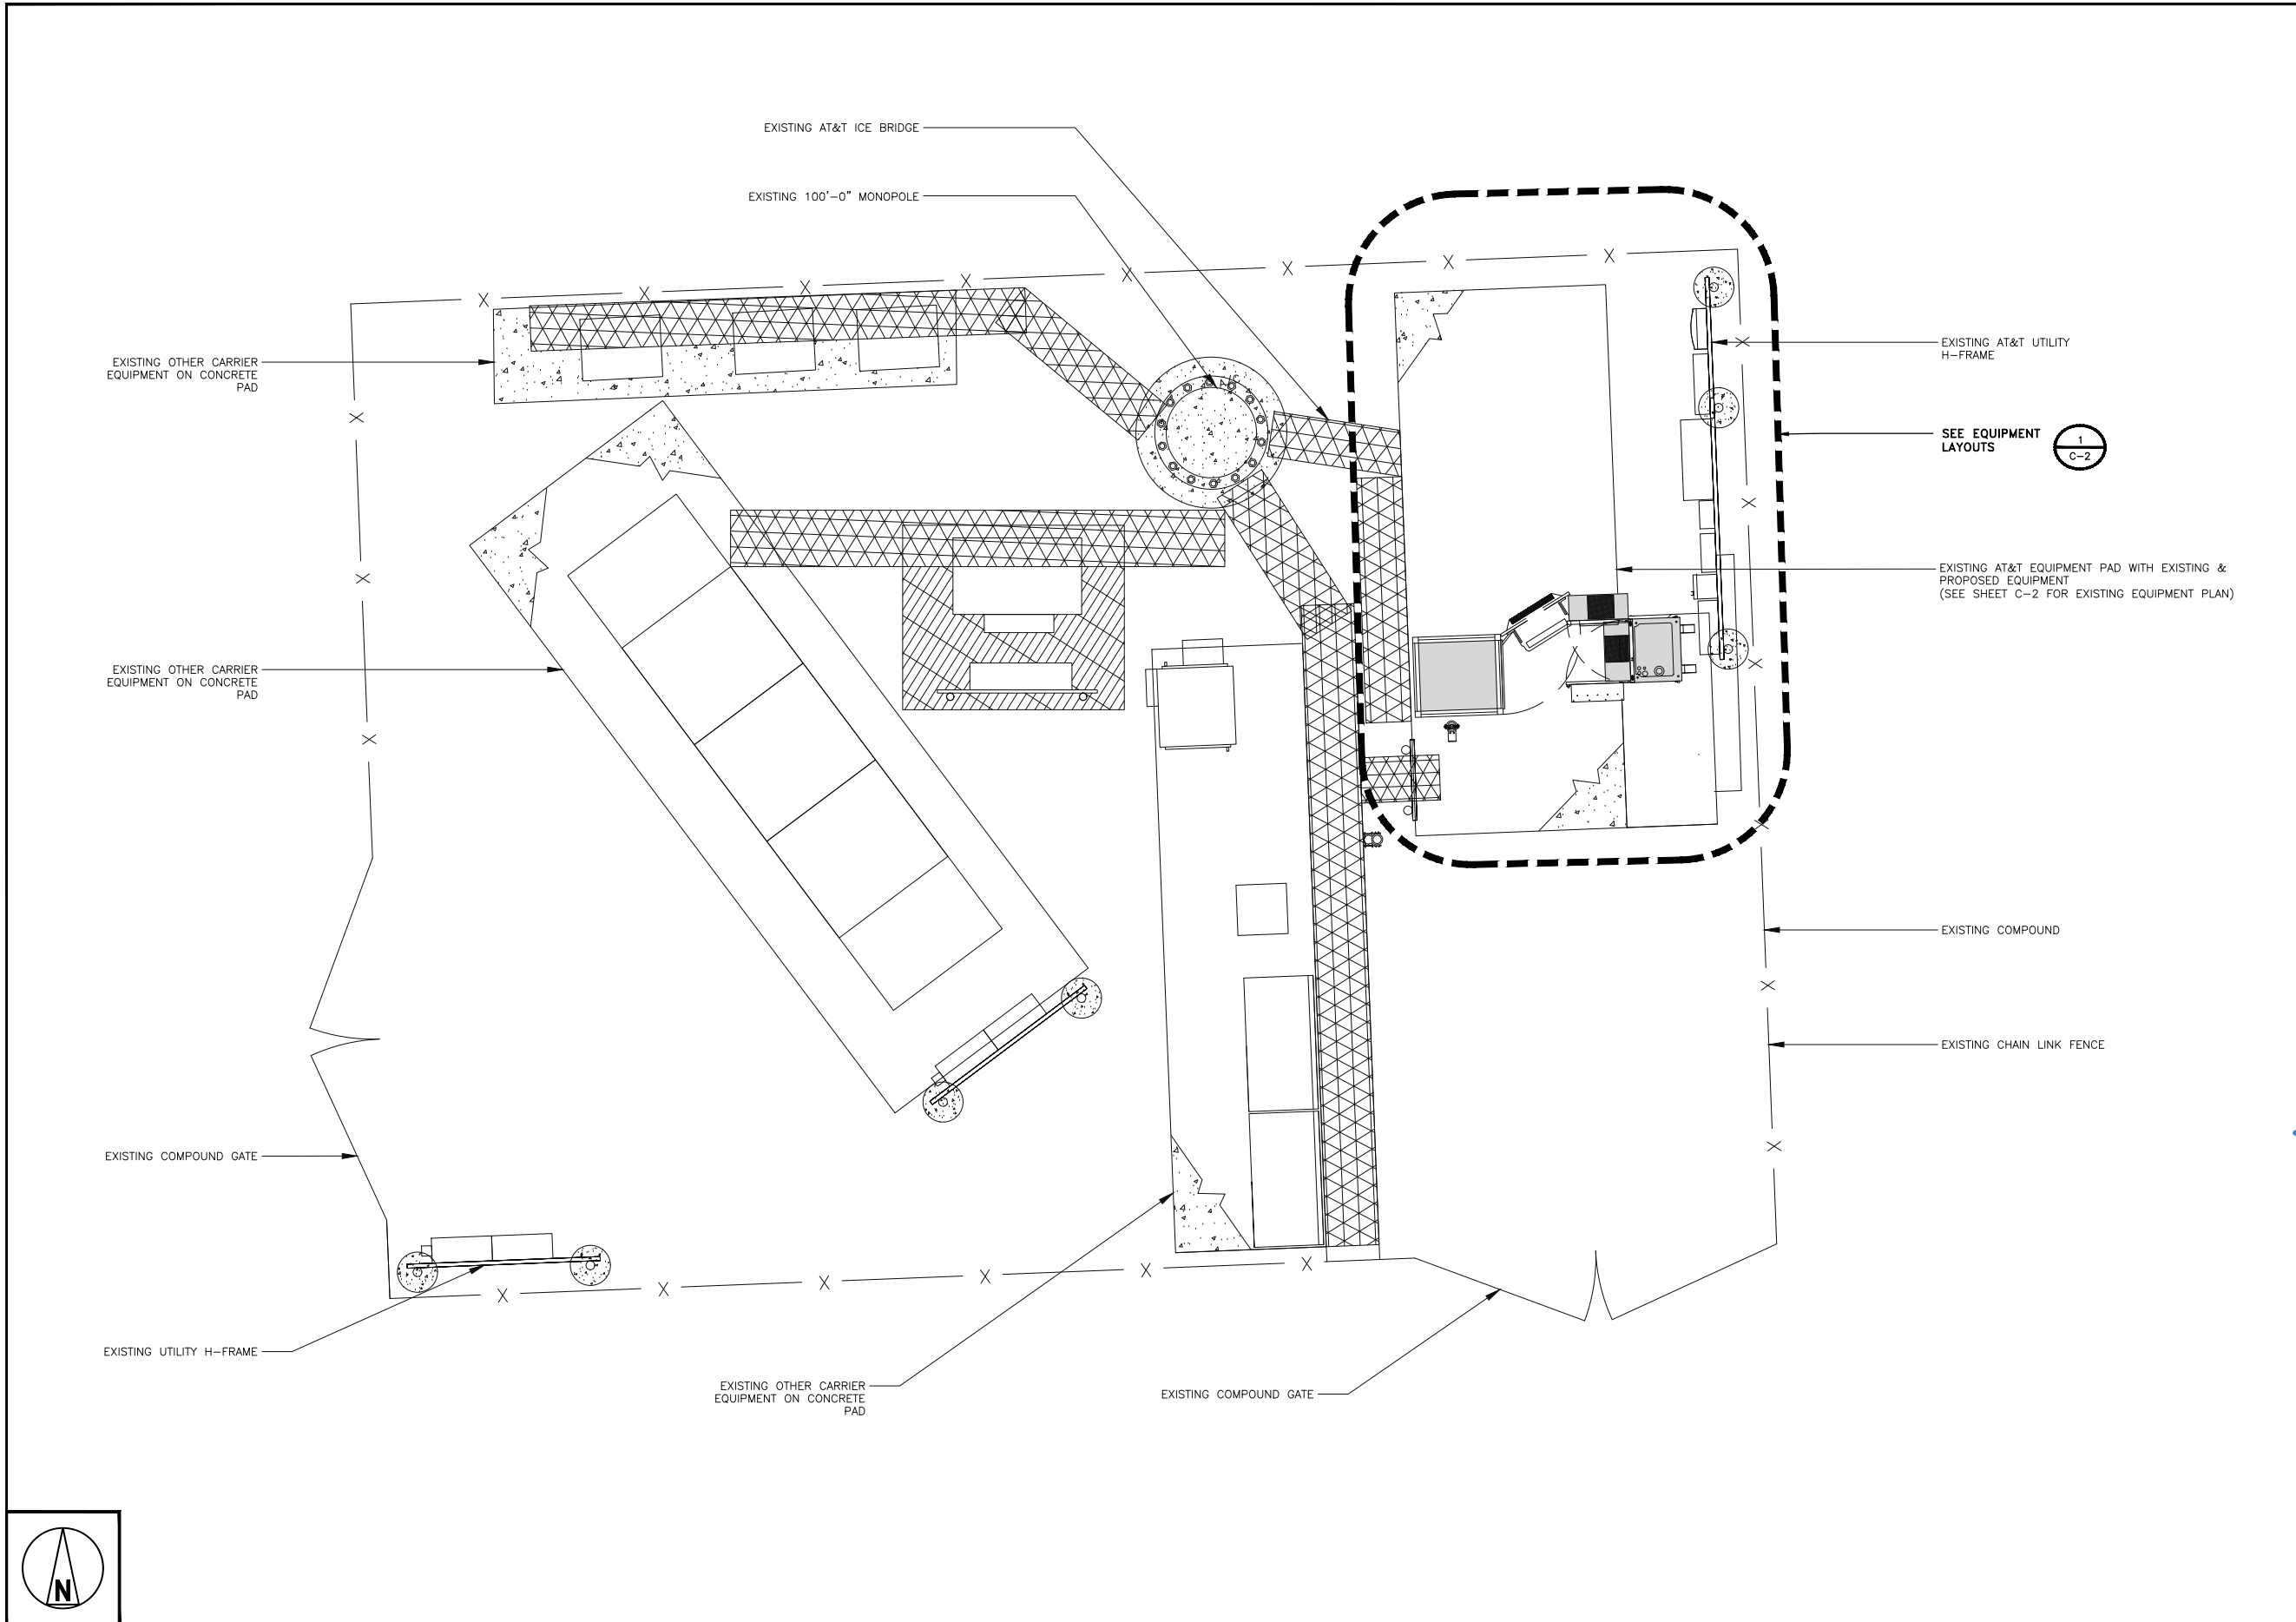 EXISTING AT&T ICE BRIDGE
EXISTING 100'-0" MONOPOLE
EXISTING OTHER CARRIER
EQUIPMENT ON CONCRETE
PAD
EXISTING AT&T UTILITY
H-FRAME
SEE EQUIPMENT
LAYOUTS
1
C-2
EXISTING AT&T EQUIPMENT PAD WITH EXISTING &
PROPOSED EQUIPMENT
(SEE SHEET C-2 FOR EXISTING EQUIPMENT PLAN)
EXISTING OTHER CARRIER
EQUIPMENT ON CONCRETE
PAD
EXISTING COMPOUND
EXISTING CHAIN LINK FENCE
EXISTING COMPOUND GATE
EXISTING UTILITY H-FRAME
EXISTING OTHER CARRIER
EQUIPMENT ON CONCRETE
PAD
EXISTING COMPOUND GATE
N